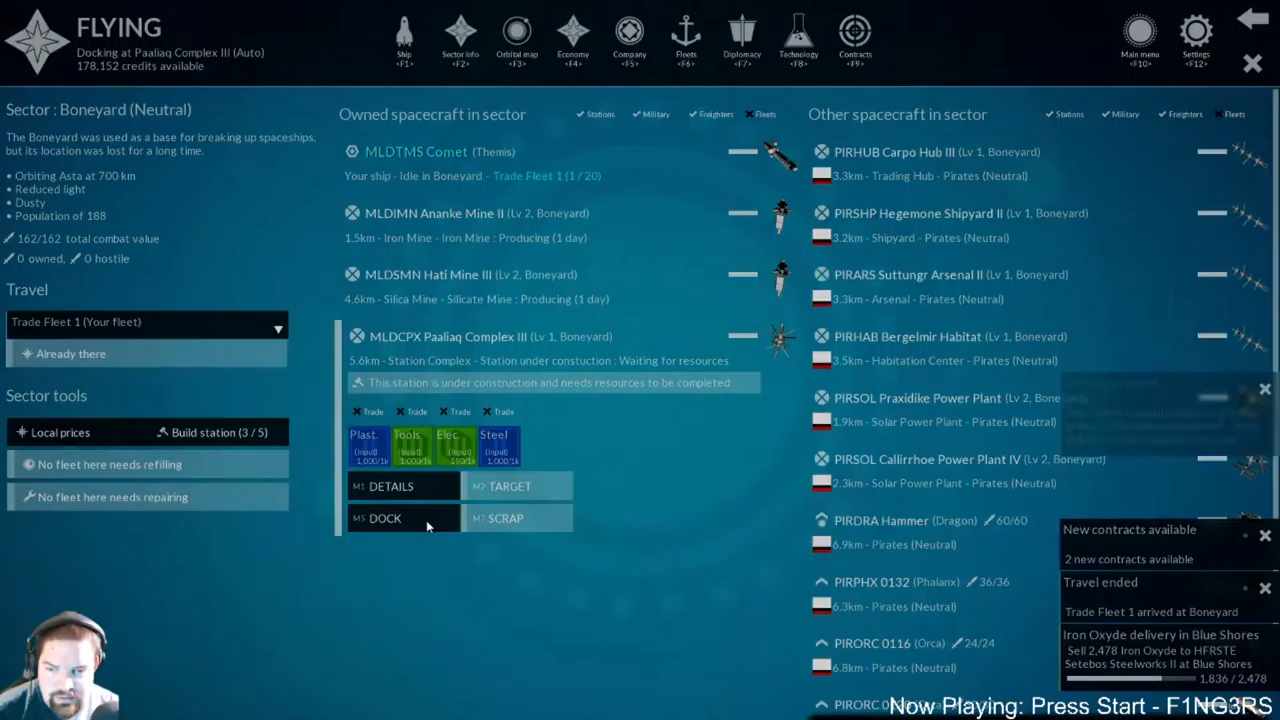 FLYING
Docking at Paaliaq Complex III (Auto)
178,152 credits available
Ship
<F1>
Sector info
<F2>
Orbital map
<F3>
Economy
<F4>
Company
<F5>
Fleets
<F6>
Diplomacy
<F7>
Technology
<F8>
Contracts
<F9>
Main menu
<F10>
Settings
<F12>
Sector : Boneyard (Neutral)
The Boneyard was used as a base for breaking up spaceships,
but its location was lost for a long time.
• Orbiting Asta at 700 km
• Reduced light
• Dusty
• Population of 188
162/162 total combat value
0 owned, 0 hostile
Travel
Trade Fleet 1 (Your fleet)
Already there
Sector tools
Local prices
Build station (3 / 5)
No fleet here needs refilling
No fleet here needs repairing
Owned spacecraft in sector
Stations Military Freighters Fleets
MLDTMS Comet (Themis)
Your ship - Idle in Boneyard - Trade Fleet 1 (1 / 20)
MLDIMN Ananke Mine II (Lv 2, Boneyard)
1.5km - Iron Mine - Iron Mine : Producing (1 day)
MLDSMN Hati Mine III (Lv 2, Boneyard)
4.6km - Silica Mine - Silicate Mine : Producing (1 day)
MLDCPX Paaliaq Complex III (Lv 1, Boneyard)
5.6km - Station Complex - Station under constuction : Waiting for resources
This station is under construction and needs resources to be completed
Trade Trade Trade Trade
Plast. Tools Elec. Steel
(Input) (Input) (Input) (Input)
1,000/1k 1,000/1k 590/1k 1,000/1k
M1 DETAILS
M2 TARGET
M5 DOCK
M7 SCRAP
Other spacecraft in sector
Stations Military Freighters Fleets
PIRHUB Carpo Hub III (Lv 1, Boneyard)
3.3km - Trading Hub - Pirates (Neutral)
PIRSHP Hegemone Shipyard II (Lv 1, Boneyard)
3.2km - Shipyard - Pirates (Neutral)
PIRARS Suttungr Arsenal II (Lv 1, Boneyard)
3.3km - Arsenal - Pirates (Neutral)
PIRHAB Bergelmir Habitat (Lv 1, Boneyard)
3.5km - Habitation Center - Pirates (Neutral)
PIRSOL Praxidike Power Plant (Lv 2, Bone
1.9km - Solar Power Plant - Pirates (Neutral)
PIRSOL Callirrhoe Power Plant IV (Lv 2, Boneyard)
2.3km - Solar Power Plant - Pirates (Neutral)
PIRDRA Hammer (Dragon) 60/60
6.9km - Pirates (Neutral)
PIRPHX 0132 (Phalanx) 36/36
6.3km - Pirates (Neutral)
PIRORC 0116 (Orca) 24/24
6.8km - Pirates (Neutral)
New contracts available
2 new contracts available
Travel ended
Trade Fleet 1 arrived at Boneyard
Iron Oxyde delivery in Blue Shores
Sell 2,478 Iron Oxyde to HFRSTE
Setebos Steelworks II at Blue Shores
1,836 / 2,478
Now Playing: Press Start - F1NG3RS